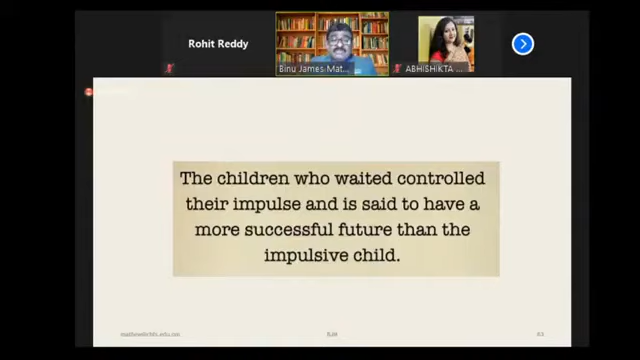 Rohit Reddy
Binu James Mat...
ABHISHIKTA ...
The children who waited controlled
their impulse and is said to have a
more successful future than the
impulsive child.
BJM